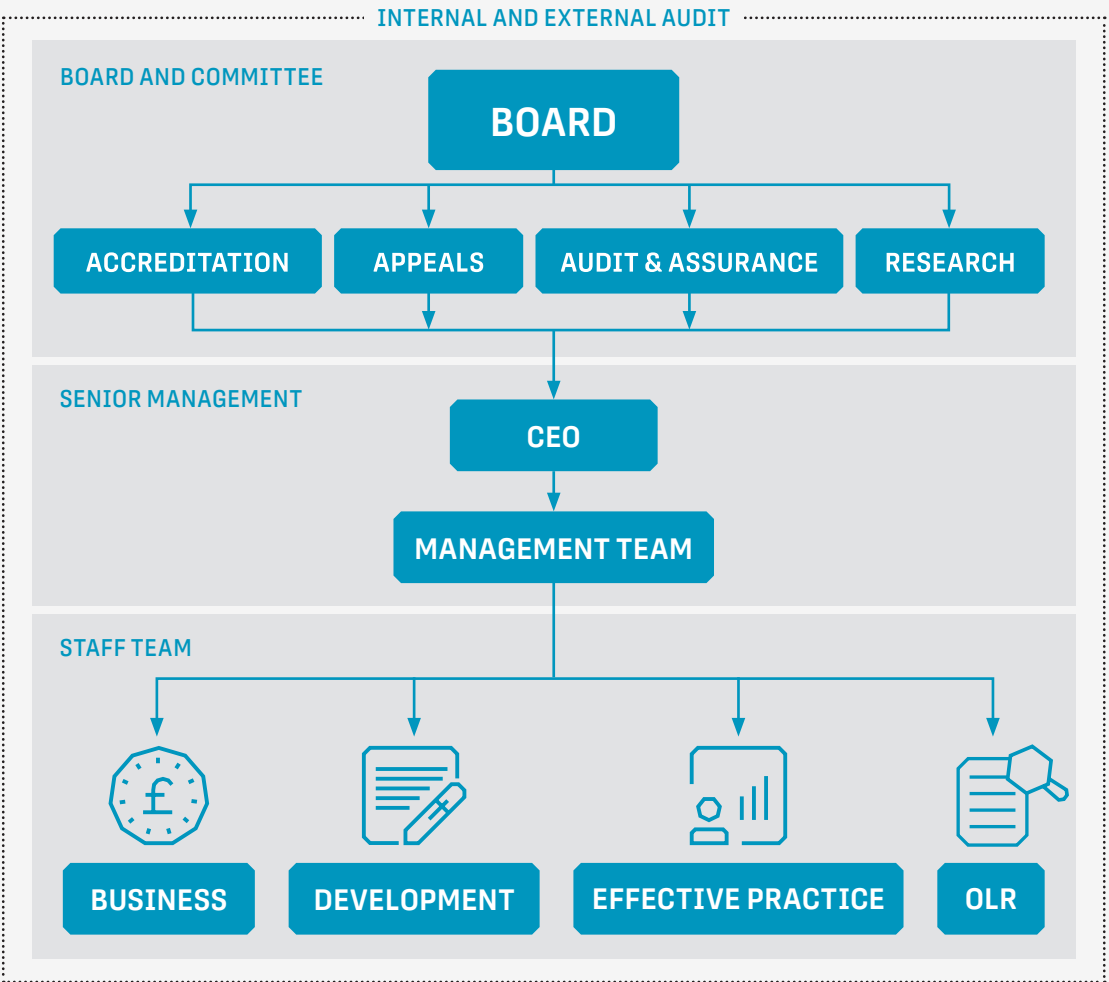 INTERNAL AND EXTERNAL AUDIT
BOARD AND COMMITTEE
BOARD
ACCREDITATION
APPEALS
AUDIT & ASSURANCE
RESEARCH
SENIOR MANAGEMENT
CEO
MANAGEMENT TEAM
STAFF TEAM
£
BUSINESS
DEVELOPMENT
EFFECTIVE PRACTICE
OLR